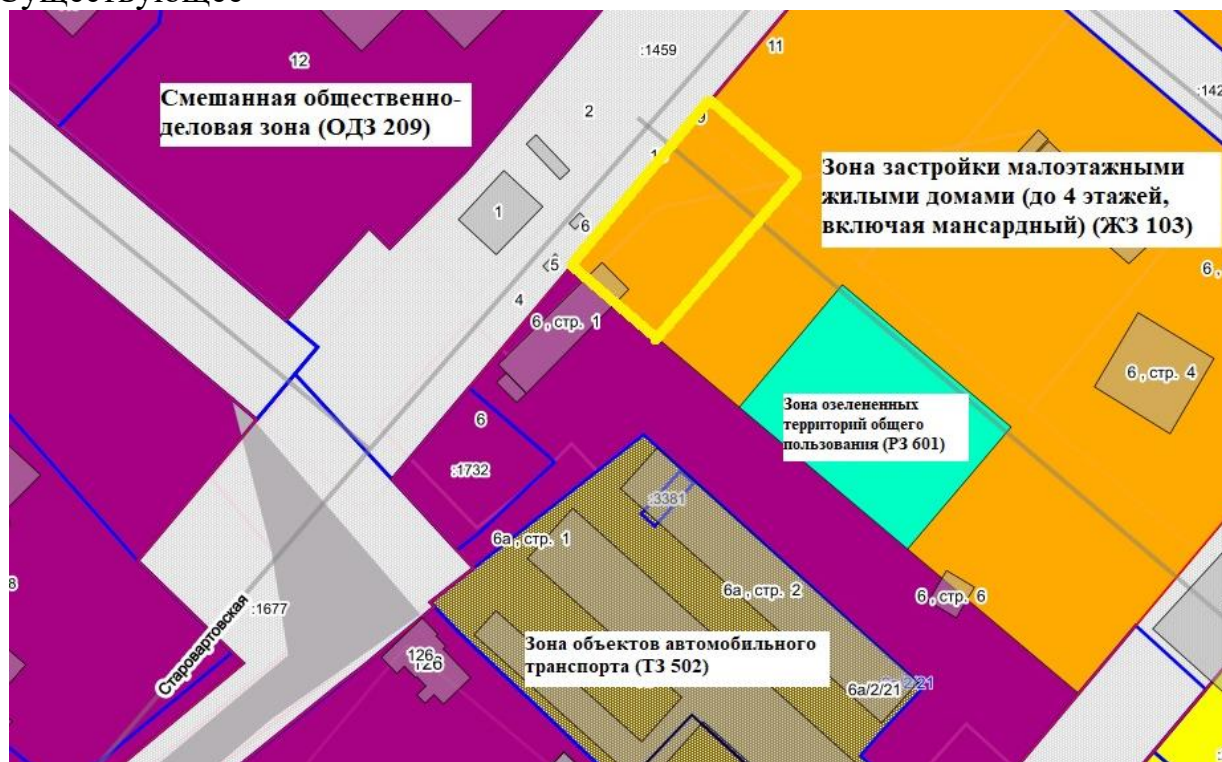 Существующее
12
:1459
11
Смешанная общественно-
деловая зона (ОДЗ 209)
2
9
:142
Зона застройки малоэтажными
жилыми домами (до 4 этажей,
включая мансардный) (ЖЗ 103)
1
6
5
4
6 , стр. 1
6 ,
6 , стр. 4
Зона озелененных
территорий общего
пользования (РЗ 601)
6
:1732
:3381
6а , стр. 1
6а , стр. 2
6 , стр. 6
8
:1677
Старовартовская
Зона объектов автомобильного
транспорта (ТЗ 502)
126
126
6а/2/21